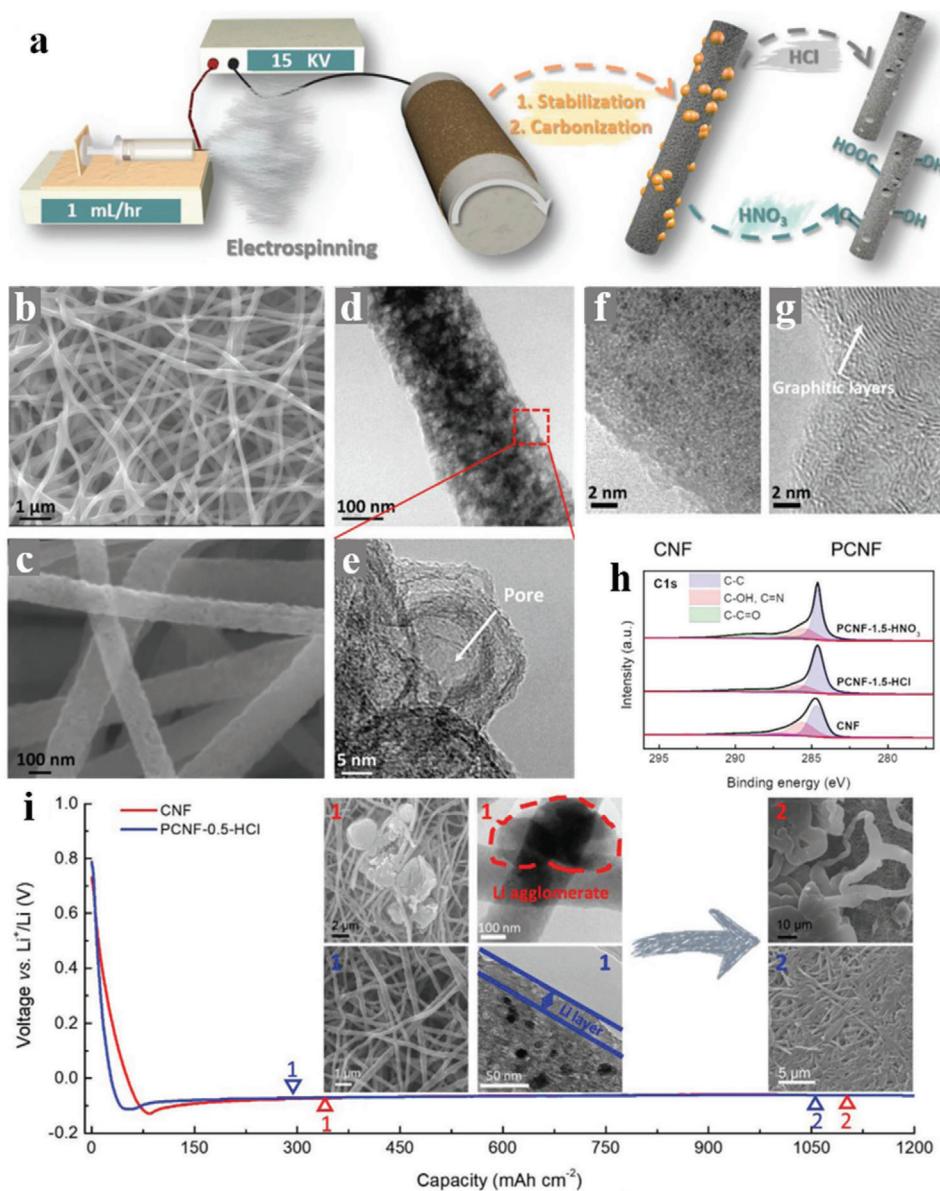 a
15 KV
1 mL/hr
Electrospinning
1. Stabilization
2. Carbonization
HCl
HNO₃
HOOC
OH
OH
b
1 μm
c
100 nm
d
100 nm
e
Pore
5 nm
f
2 nm
g
Graphitic layers
2 nm
CNF
PCNF
h
C1s
C-C
C-OH, C=N
C-C=O
PCNF-1.5-HNO₃
PCNF-1.5-HCl
CNF
Intensity (a.u.)
295
290
285
280
Binding energy (eV)
i
CNF
PCNF-0.5-HCl
1
2 μm
1
Li agglomerate
100 nm
2
10 μm
1
1 μm
1
Li layer
50 nm
2
5 μm
Voltage vs. Li⁺/Li (V)
1.0
0.8
0.6
0.4
0.2
0.0
-0.2
1
1
2
2
0
150
300
450
600
750
900
1050
1200
Capacity (mAh cm⁻²)